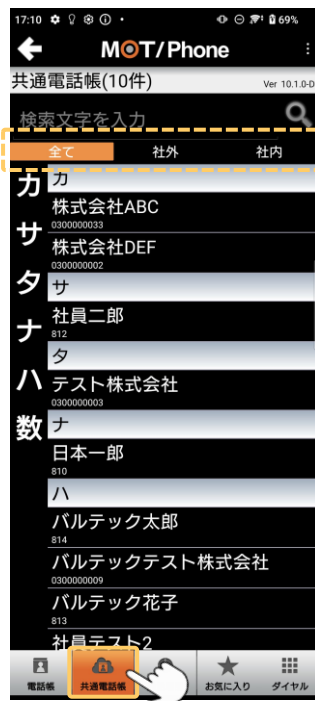 17:10 69%
MOT/Phone
共通電話帳(10件) Ver 10.1.0-D
検索文字を入力
全て 社外 社内
カ
サ
タ
ナ
ハ
数
カ
株式会社ABC
0300000033
株式会社DEF
0300000002
サ
社員二郎
812
タ
テスト株式会社
0300000003
ナ
日本一郎
810
ハ
バルテック太郎
814
バルテックテスト株式会社
0300000009
バルテック花子
813
社員テスト2
電話帳 共通電話帳 お気に入り ダイヤル